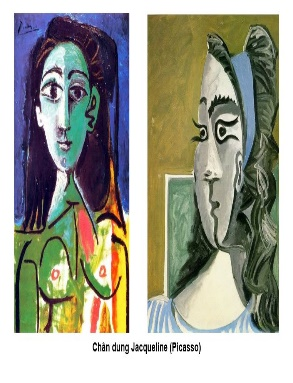 Chân dung Jacqueline (Picasso)